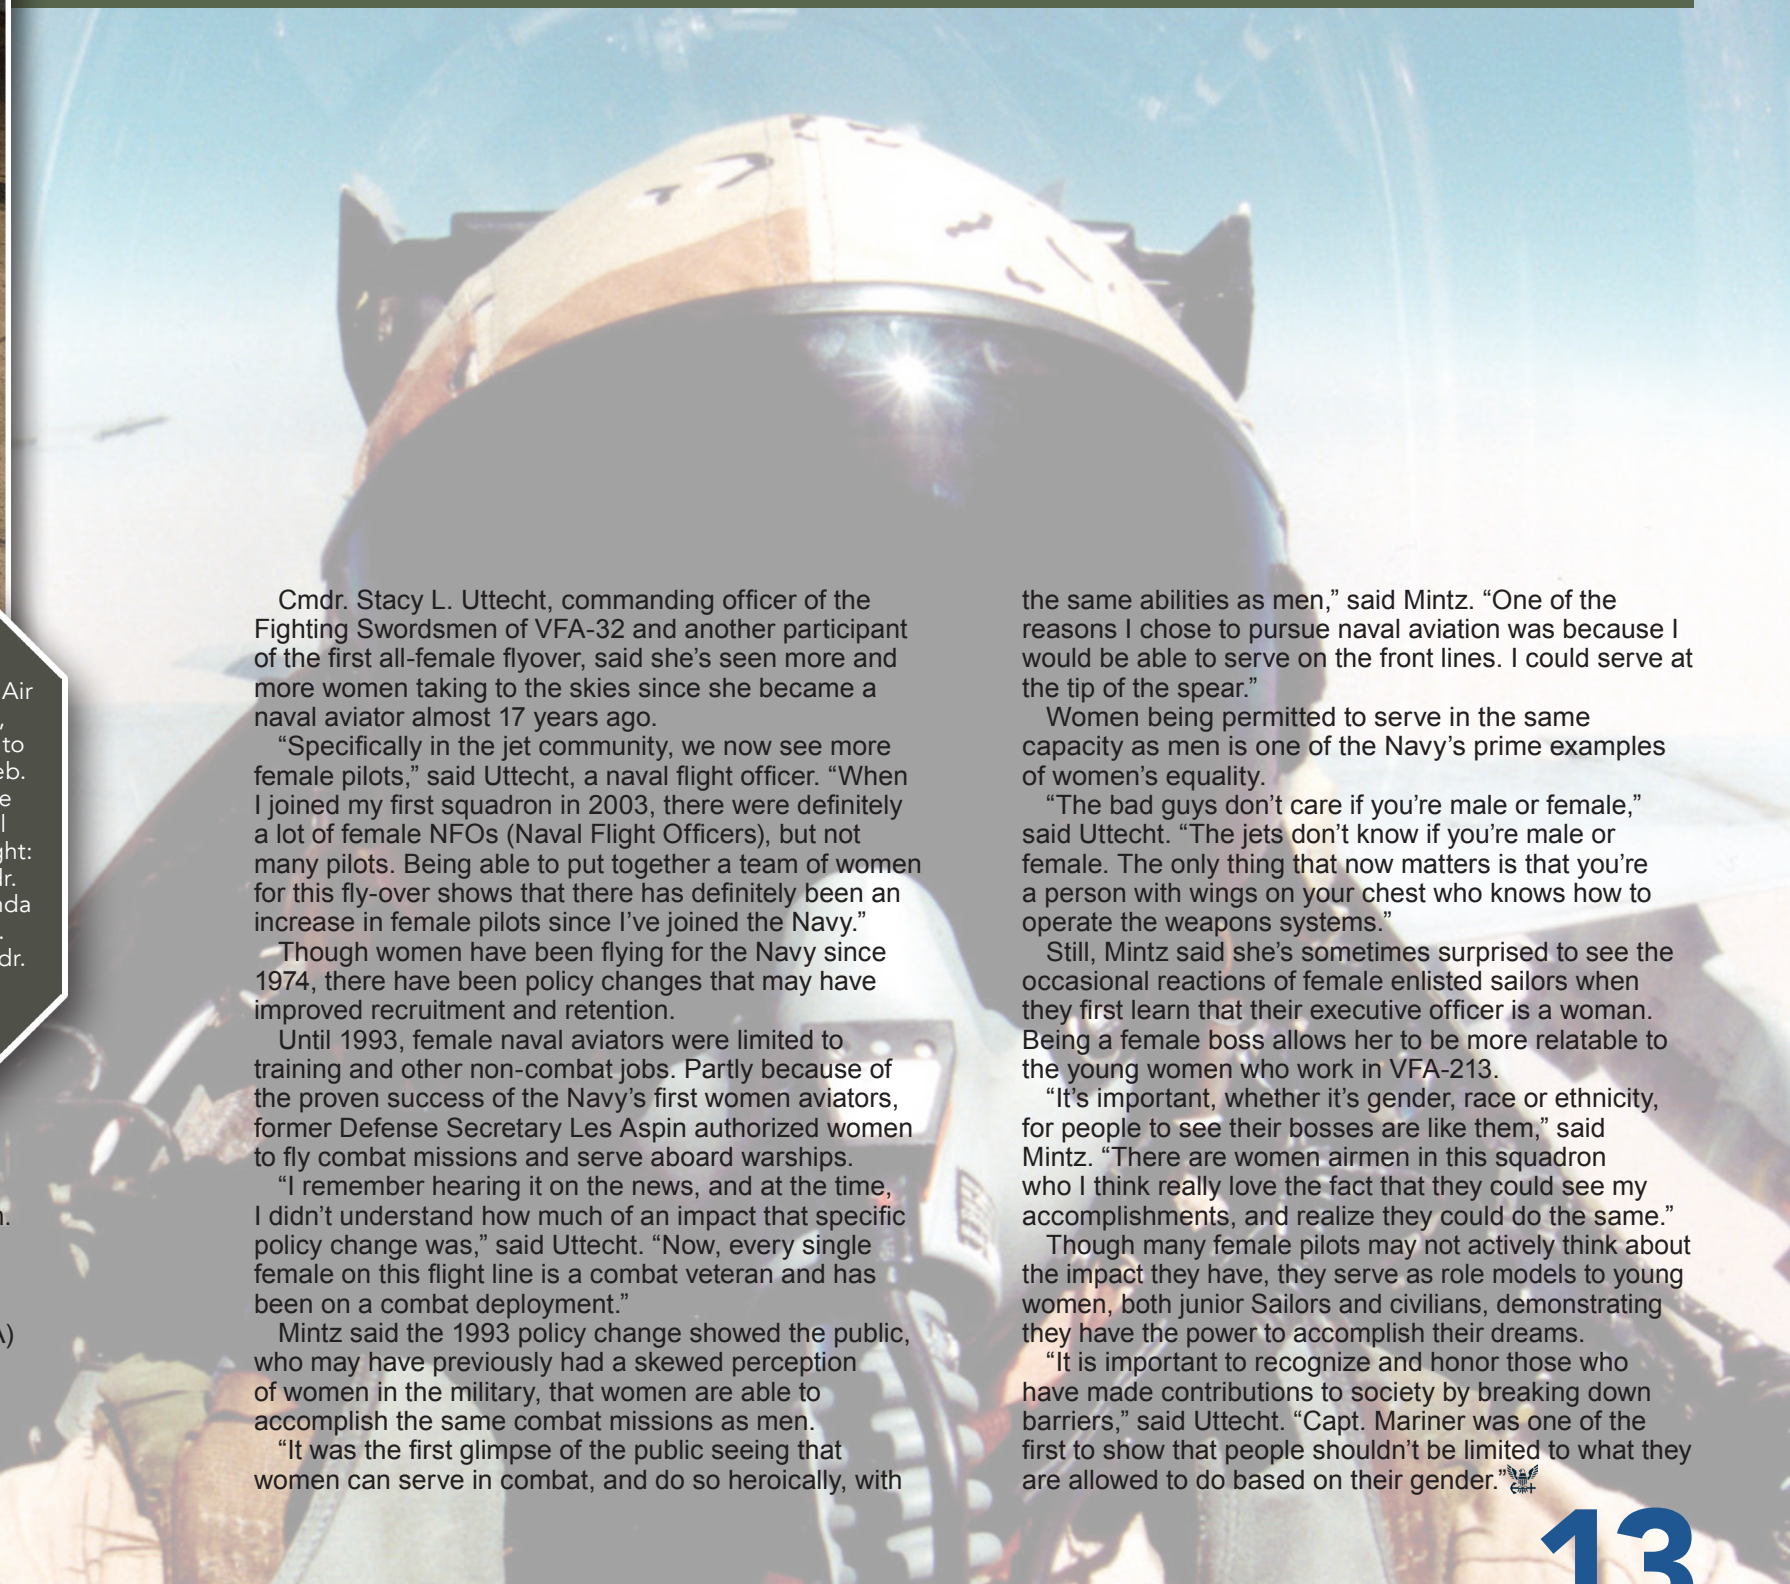 Air
,
to
eb.
e
l
ght:
dr.
nda
.
dr.
n.
A)
Cmdr. Stacy L. Uttecht, commanding officer of the
Fighting Swordsmen of VFA-32 and another participant
of the first all-female flyover, said she’s seen more and
more women taking to the skies since she became a
naval aviator almost 17 years ago.
“Specifically in the jet community, we now see more
female pilots,” said Uttecht, a naval flight officer. “When
I joined my first squadron in 2003, there were definitely
a lot of female NFOs (Naval Flight Officers), but not
many pilots. Being able to put together a team of women
for this fly-over shows that there has definitely been an
increase in female pilots since I’ve joined the Navy.”
Though women have been flying for the Navy since
1974, there have been policy changes that may have
improved recruitment and retention.
Until 1993, female naval aviators were limited to
training and other non-combat jobs. Partly because of
the proven success of the Navy’s first women aviators,
former Defense Secretary Les Aspin authorized women
to fly combat missions and serve aboard warships.
“I remember hearing it on the news, and at the time,
I didn’t understand how much of an impact that specific
policy change was,” said Uttecht. “Now, every single
female on this flight line is a combat veteran and has
been on a combat deployment.”
Mintz said the 1993 policy change showed the public,
who may have previously had a skewed perception
of women in the military, that women are able to
accomplish the same combat missions as men.
“It was the first glimpse of the public seeing that
women can serve in combat, and do so heroically, with
the same abilities as men,” said Mintz. “One of the
reasons I chose to pursue naval aviation was because I
would be able to serve on the front lines. I could serve at
the tip of the spear.”
Women being permitted to serve in the same
capacity as men is one of the Navy’s prime examples
of women’s equality.
“The bad guys don’t care if you’re male or female,”
said Uttecht. “The jets don’t know if you’re male or
female. The only thing that now matters is that you’re
a person with wings on your chest who knows how to
operate the weapons systems.”
Still, Mintz said she’s sometimes surprised to see the
occasional reactions of female enlisted sailors when
they first learn that their executive officer is a woman.
Being a female boss allows her to be more relatable to
the young women who work in VFA-213.
“It’s important, whether it’s gender, race or ethnicity,
for people to see their bosses are like them,” said
Mintz. “There are women airmen in this squadron
who I think really love the fact that they could see my
accomplishments, and realize they could do the same.”
Though many female pilots may not actively think about
the impact they have, they serve as role models to young
women, both junior Sailors and civilians, demonstrating
they have the power to accomplish their dreams.
“It is important to recognize and honor those who
have made contributions to society by breaking down
barriers,” said Uttecht. “Capt. Mariner was one of the
first to show that people shouldn’t be limited to what they
are allowed to do based on their gender.”
13